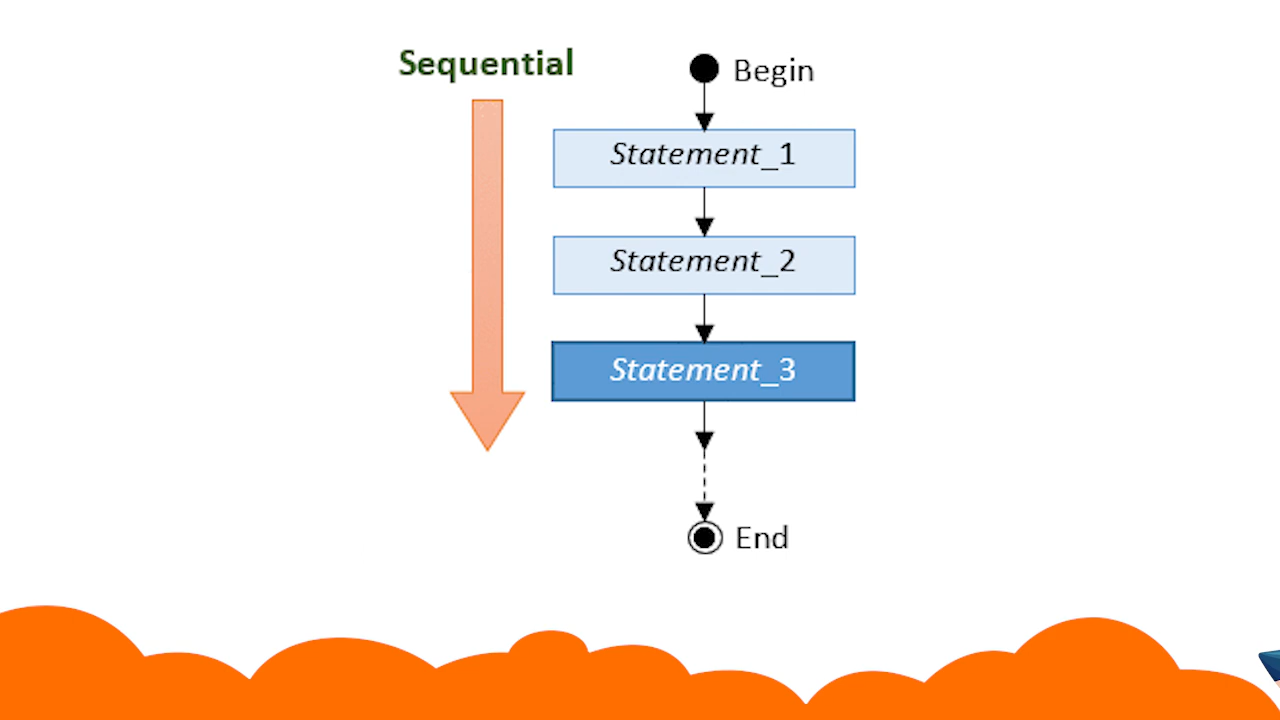 Sequential
Begin
Statement_1
Statement_2
Statement_3
End